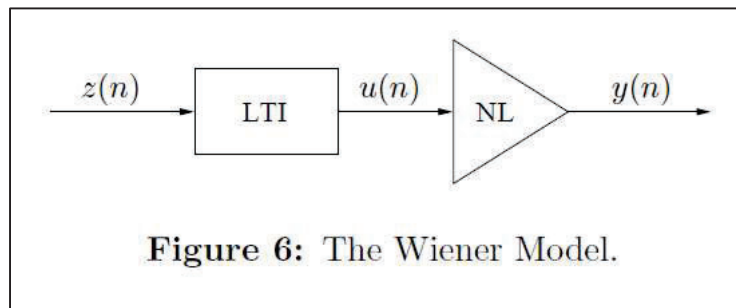 z(n) LTI u(n) NL y(n)
Figure 6: The Wiener Model.